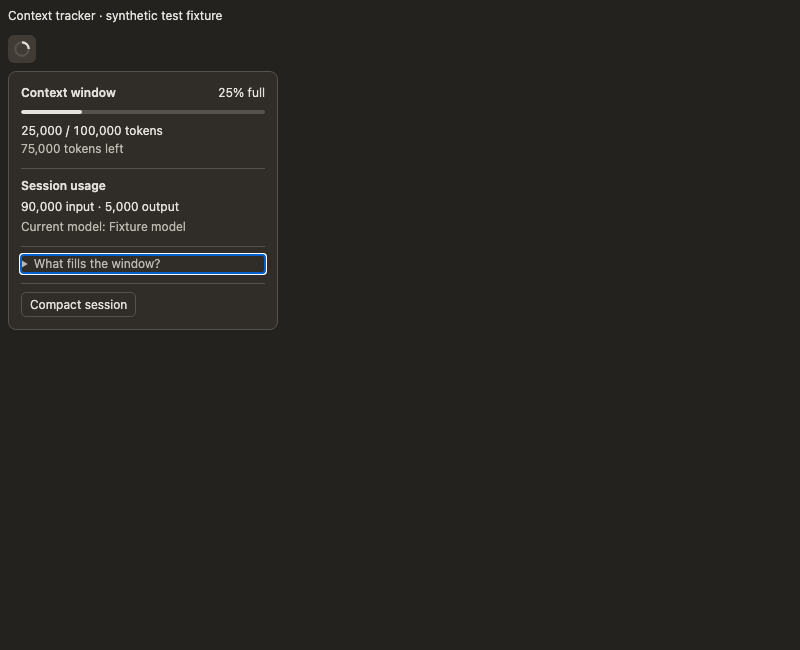 Context tracker · synthetic test fixture
Context window 25% full
25,000 / 100,000 tokens
75,000 tokens left
Session usage
90,000 input · 5,000 output
Current model: Fixture model
What fills the window?
Compact session